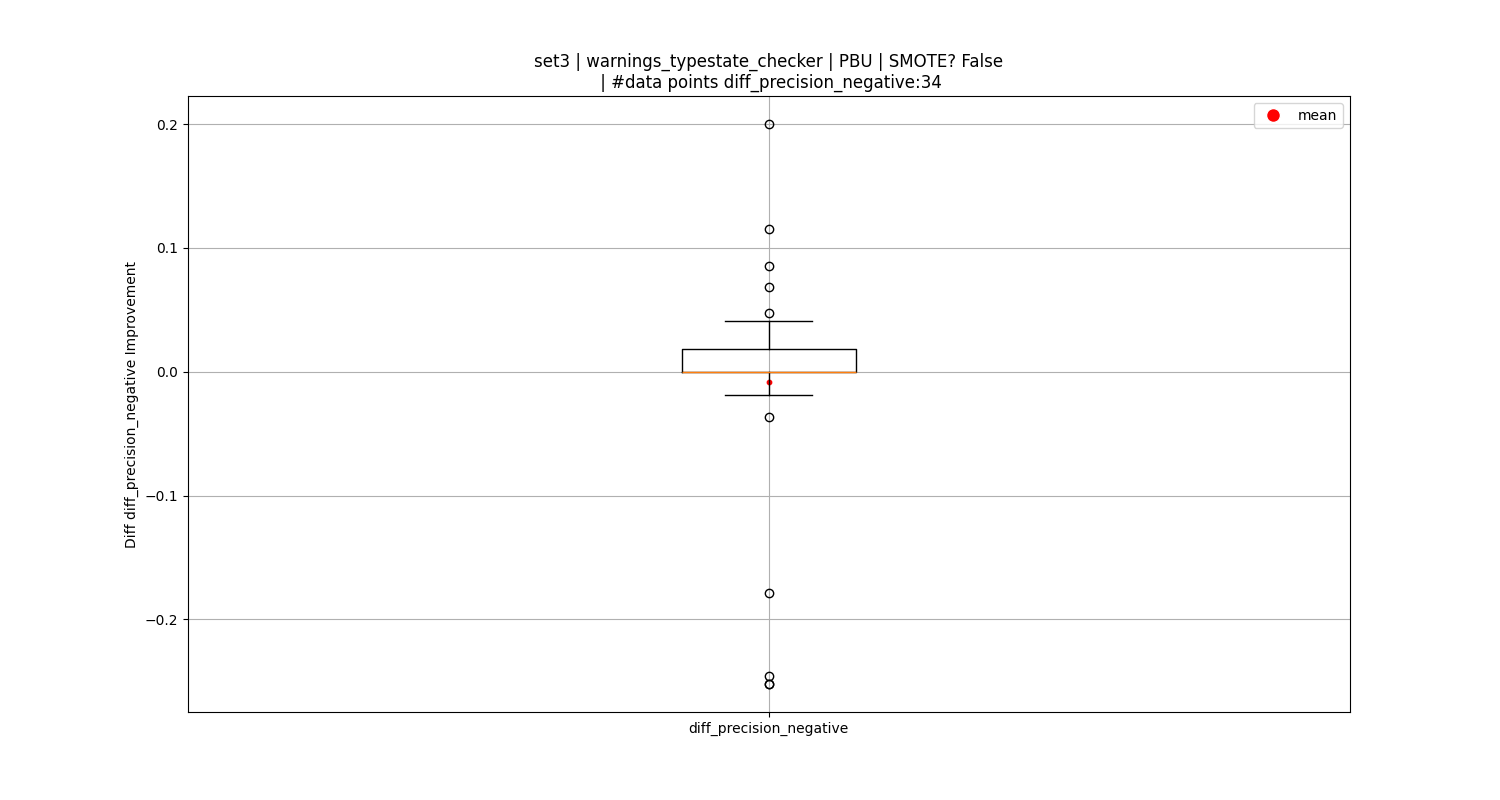 set3 | warnings_typestate_checker | PBU | SMOTE? False
| #data points diff_precision_negative:34
mean
0.2
0.1
0.0
−0.1
−0.2
Diff diff_precision_negative Improvement
diff_precision_negative